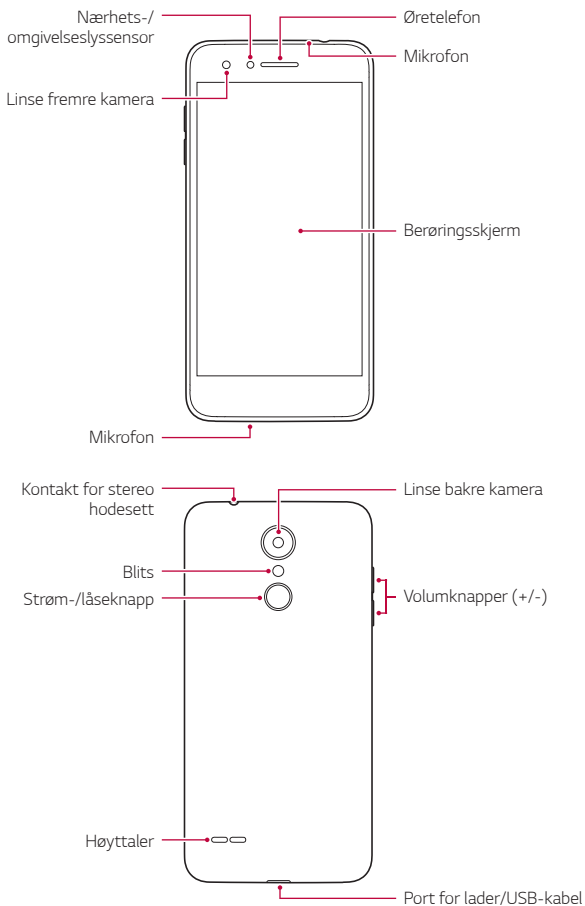 Nærhets-/
omgivelseslyssensor
Øretelefon
Mikrofon
Linse fremre kamera
Berøringsskjerm
Mikrofon
Kontakt for stereo
hodesett
Linse bakre kamera
Blits
Strøm-/låseknapp
Volumknapper (+/-)
Høyttaler
Port for lader/USB-kabel